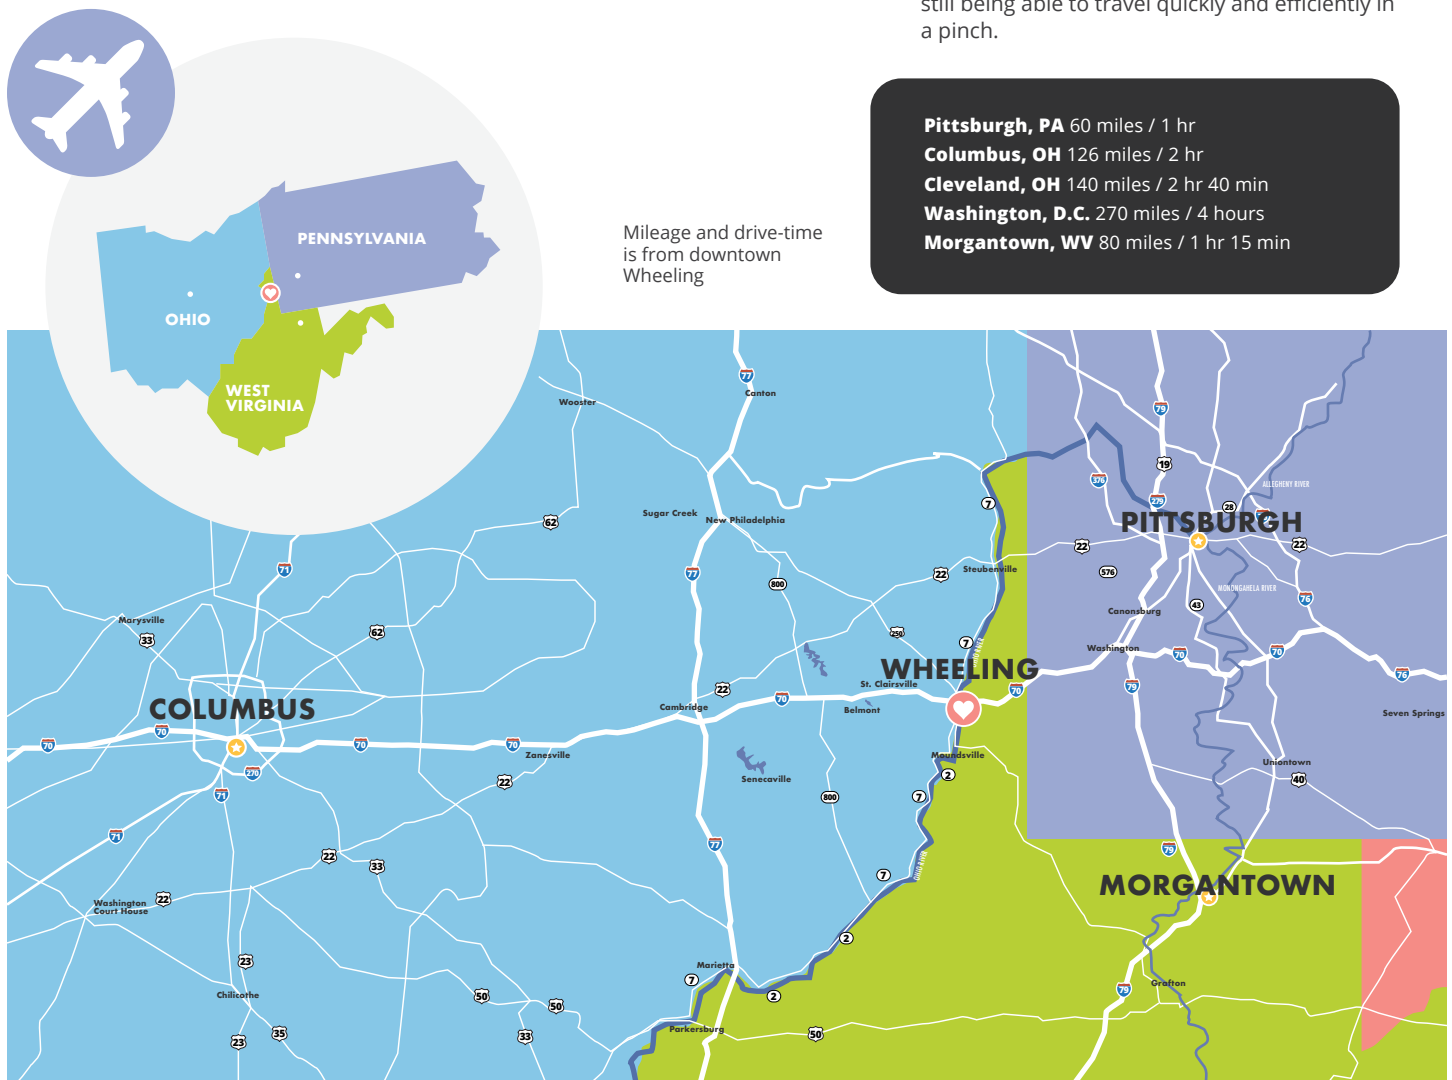 still being able to travel quickly and efficiently in
a pinch.
Pittsburgh, PA 60 miles / 1 hr
Columbus, OH 126 miles / 2 hr
Cleveland, OH 140 miles / 2 hr 40 min
Washington, D.C. 270 miles / 4 hours
Morgantown, WV 80 miles / 1 hr 15 min
Mileage and drive-time
is from downtown
Wheeling
PENNSYLVANIA
OHIO
WEST
VIRGINIA
77
Canton
Wooster
79
19
376
279
ALLEGHENY RIVER
28
7
62
Sugar Creek
New Philadelphia
PITTSBURGH
22
22
71
77
800
22
Steubenville
576
MONONGAHELA RIVER
76
43
Canonsburg
Marysville
33
62
250
7
Washington
70
70
WHEELING
76
St. Clairsville
70
79
22
70
Cambridge
Belmont
COLUMBUS
Seven Springs
70
70
70
70
Zanesville
Moundsville
270
22
Senecaville
2
Uniontown
40
71
800
7
71
77
79
OHIO RIVER
22
33
7
MORGANTOWN
22
Washington
Court House
2
23
Marietta
7
2
Grafton
79
Chilicothe
50
50
35
23
33
Parkersburg
50